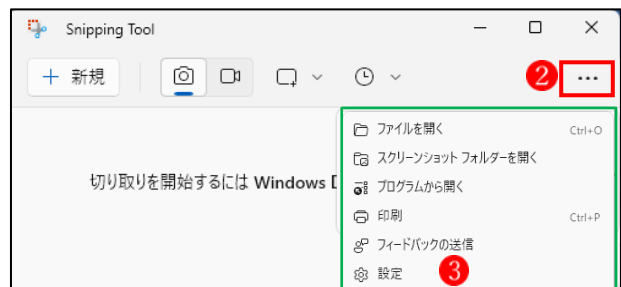 Snipping Tool
新規
2
...
ファイルを開く Ctrl+O
スクリーンショット フォルダーを開く
プログラムから開く
印刷 Ctrl+P
切り取りを開始するには Windows
フィードバックの送信
設定
3